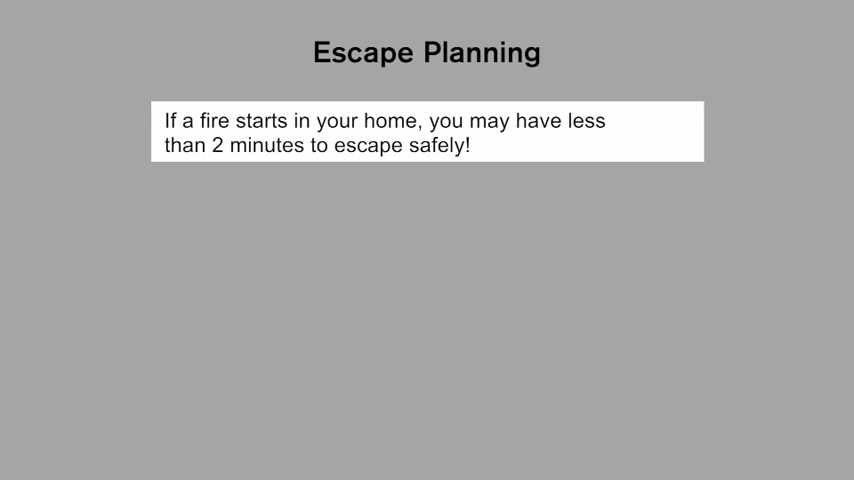 Escape Planning
If a fire starts in your home, you may have less
than 2 minutes to escape safely!